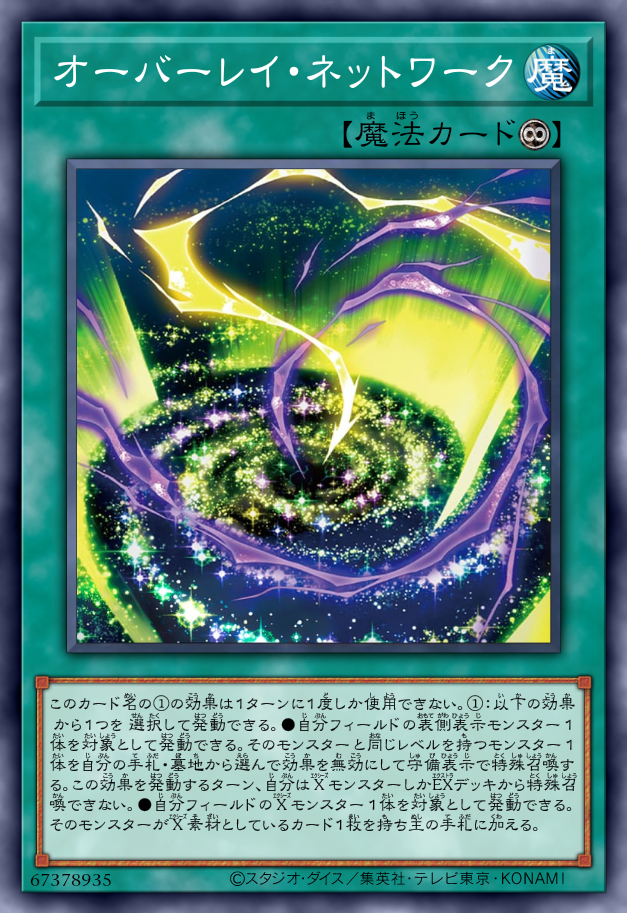 オーバーレイ・ネットワーク 魔
【魔法カード】
このカード名の①の効果は1ターンに1度しか使用できない。①：以下の効果
から1つを選択して発動できる。●自分フィールドの表側表示モンスター1
体を対象として発動できる。そのモンスターと同じレベルを持つモンスター1
体を自分の手札・墓地から選んで効果を無効にして守備表示で特殊召喚す
る。この効果を発動するターン、自分はXモンスターしかEXデッキから特殊召
喚できない。●自分フィールドのXモンスター1体を対象として発動できる。
そのモンスターがX素材としているカード1枚を持ち主の手札に加える。
67378935 ©スタジオ・ダイス／集英社・テレビ東京・KONAMI